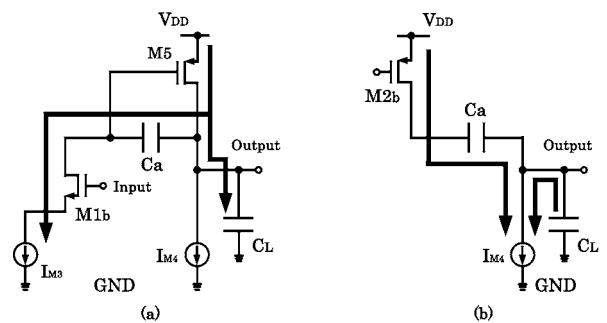 VDD
M5
Ca
Output
Input
M1b
IM3
IM4
CL
GND
(a)
VDD
M2b
Ca
Output
IM4
CL
GND
(b)